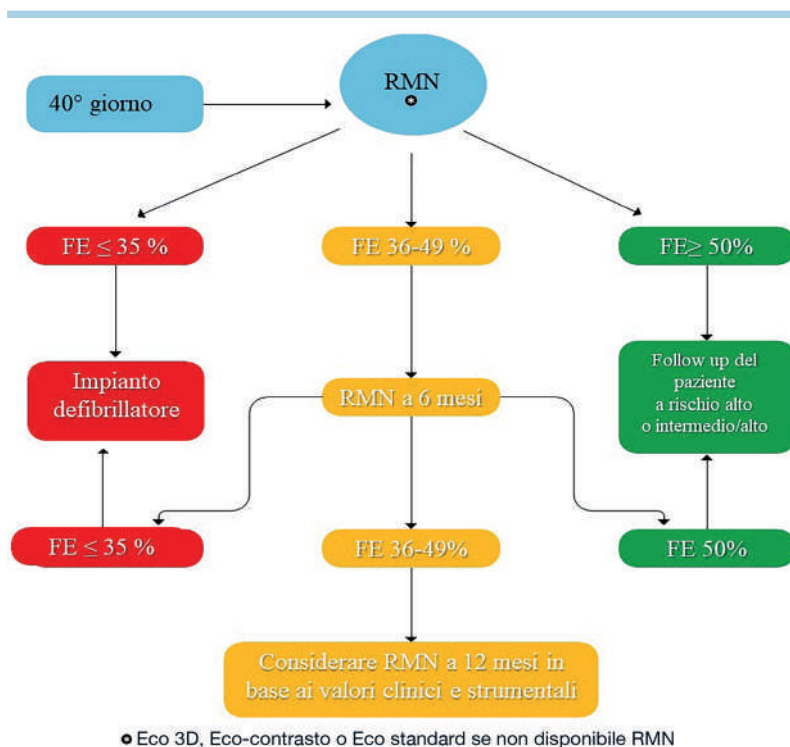 RMN
40° giorno
FE ≤ 35 %
FE 36-49 %
FE≥ 50%
Impianto
defibrillatore
RMN a 6 mesi
Follow up del
paziente
a rischio alto
o intermedio/alto
FE ≤ 35 %
FE 36-49%
FE 50%
Considerare RMN a 12 mesi in
base ai valori clinici e strumentali
Eco 3D, Eco-contrasto o Eco standard se non disponibile RMN